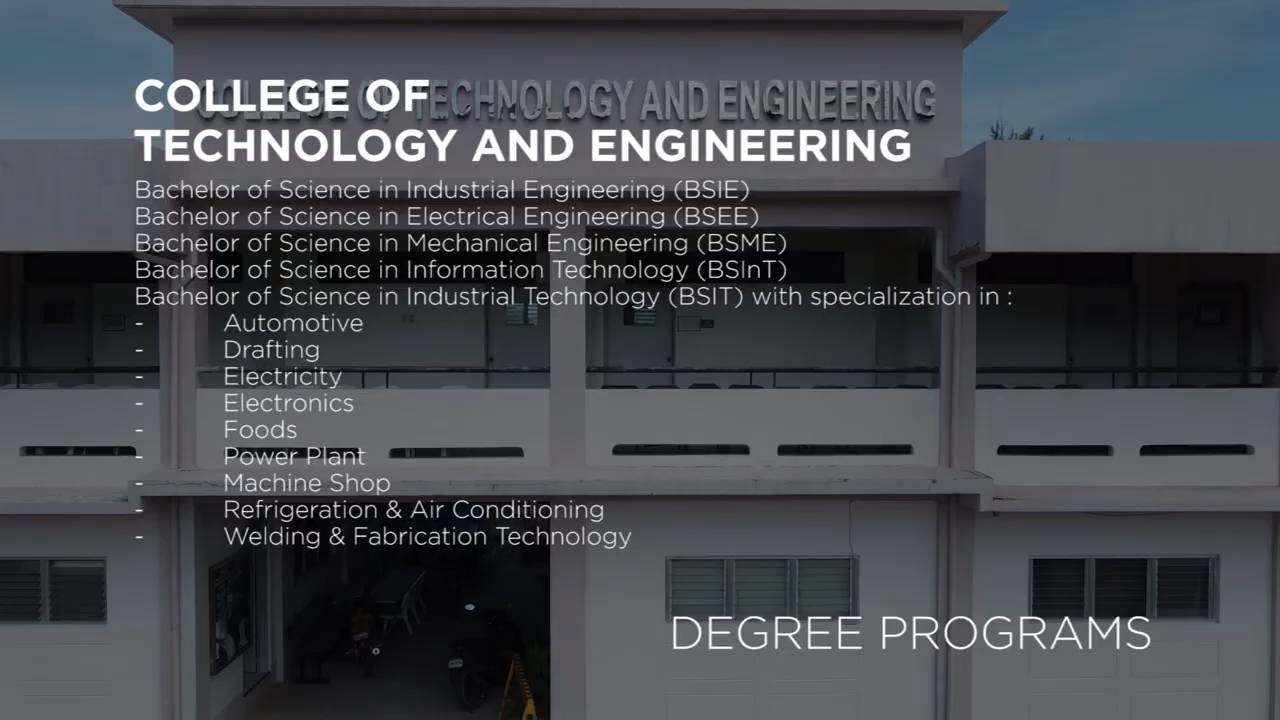 COLLEGE OF TECHNOLOGY AND ENGINEERING
COLLEGE OF
TECHNOLOGY AND ENGINEERING
Bachelor of Science in Industrial Engineering (BSIE)
Bachelor of Science in Electrical Engineering (BSEE)
Bachelor of Science in Mechanical Engineering (BSME)
Bachelor of Science in Information Technology (BSInT)
Bachelor of Science in Industrial Technology (BSIT) with specialization in :
- Automotive
- Drafting
- Electricity
- Electronics
- Foods
- Power Plant
- Machine Shop
- Refrigeration & Air Conditioning
- Welding & Fabrication Technology
DEGREE PROGRAMS